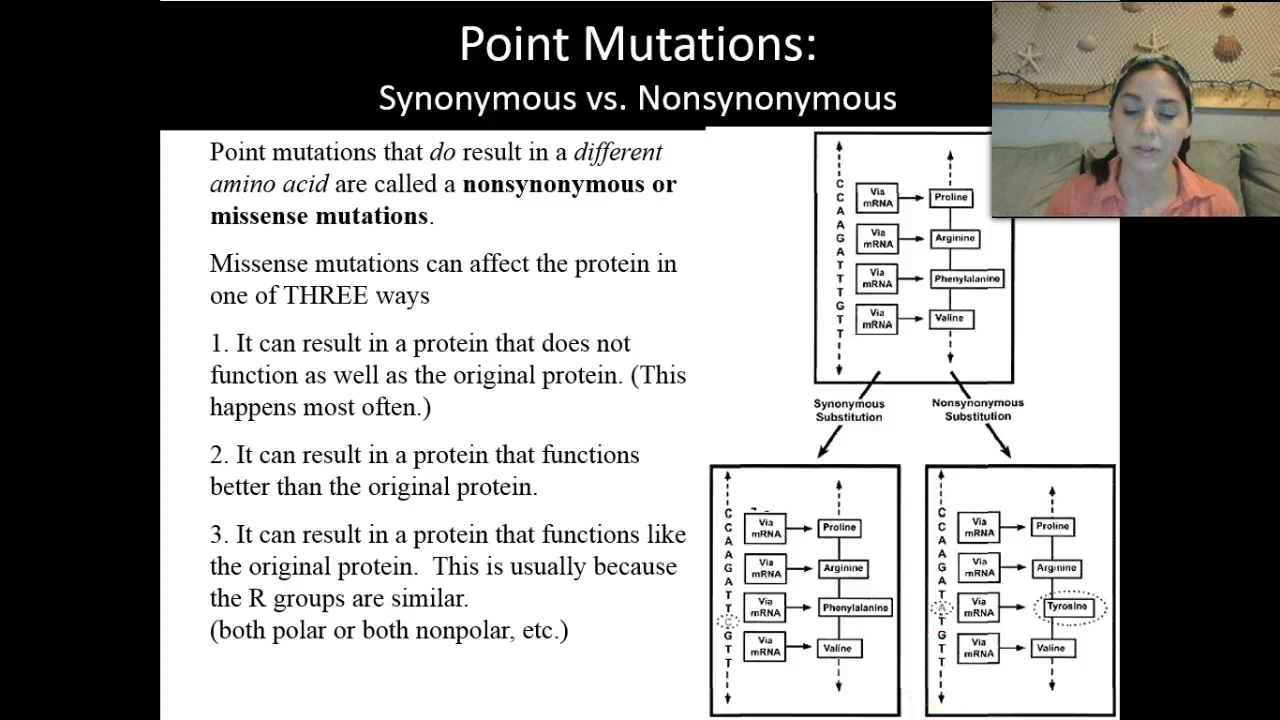 Point Mutations:
Synonymous vs. Nonsynonymous
Point mutations that do result in a different
amino acid are called a nonsynonymous or
missense mutations.
Missense mutations can affect the protein in
one of THREE ways
1. It can result in a protein that does not
function as well as the original protein. (This
happens most often.)
2. It can result in a protein that functions
better than the original protein.
3. It can result in a protein that functions like
the original protein. This is usually because
the R groups are similar.
(both polar or both nonpolar, etc.)
C
C
A
A
G
A
T
T
T
G
T
T
Via
mRNA
Proline
Via
mRNA
Arginine
Via
mRNA
Phenylalanine
Via
mRNA
Valine
Synonymous
Substitution
Nonsynonymous
Substitution
C
C
A
A
G
A
T
T
C
G
T
T
Via
mRNA
Proline
Via
mRNA
Arginine
Via
mRNA
Phenylalanine
Via
mRNA
Valine
C
C
A
A
G
A
T
A
T
G
T
T
Via
mRNA
Proline
Via
mRNA
Arginine
Via
mRNA
Tyrosine
Via
mRNA
Valine